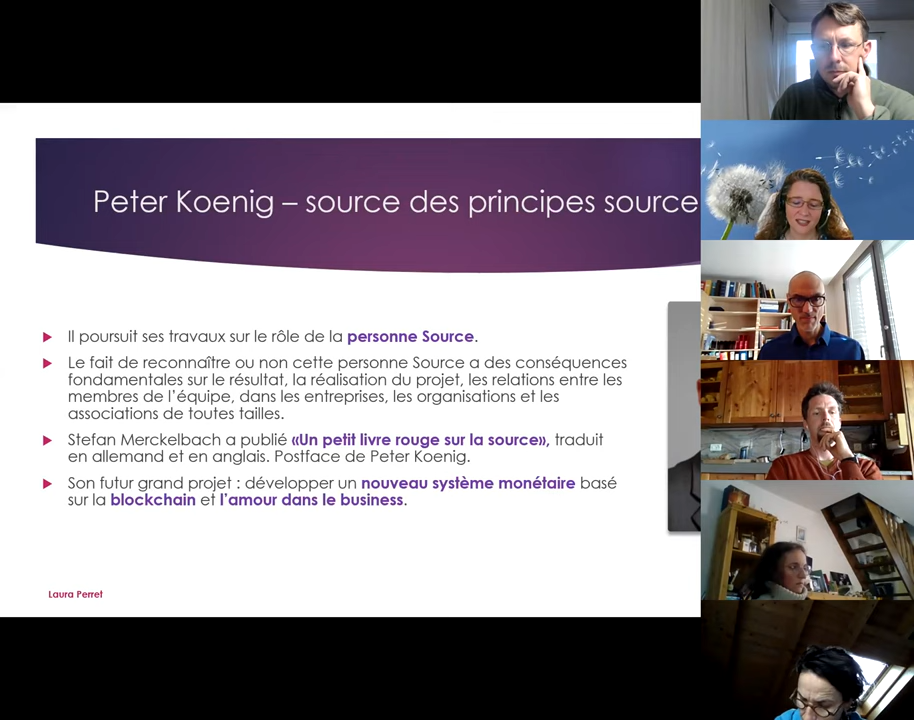 Peter Koenig – source des principes source
Il poursuit ses travaux sur le rôle de la personne Source.
Le fait de reconnaître ou non cette personne Source a des conséquences
fondamentales sur le résultat, la réalisation du projet, les relations entre les
membres de l'équipe, dans les entreprises, les organisations et les
associations de toutes tailles.
Stefan Merckelbach a publié «Un petit livre rouge sur la source», traduit
en allemand et en anglais. Postface de Peter Koenig.
Son futur grand projet : développer un nouveau système monétaire basé
sur la blockchain et l'amour dans le business.
Laura Perret